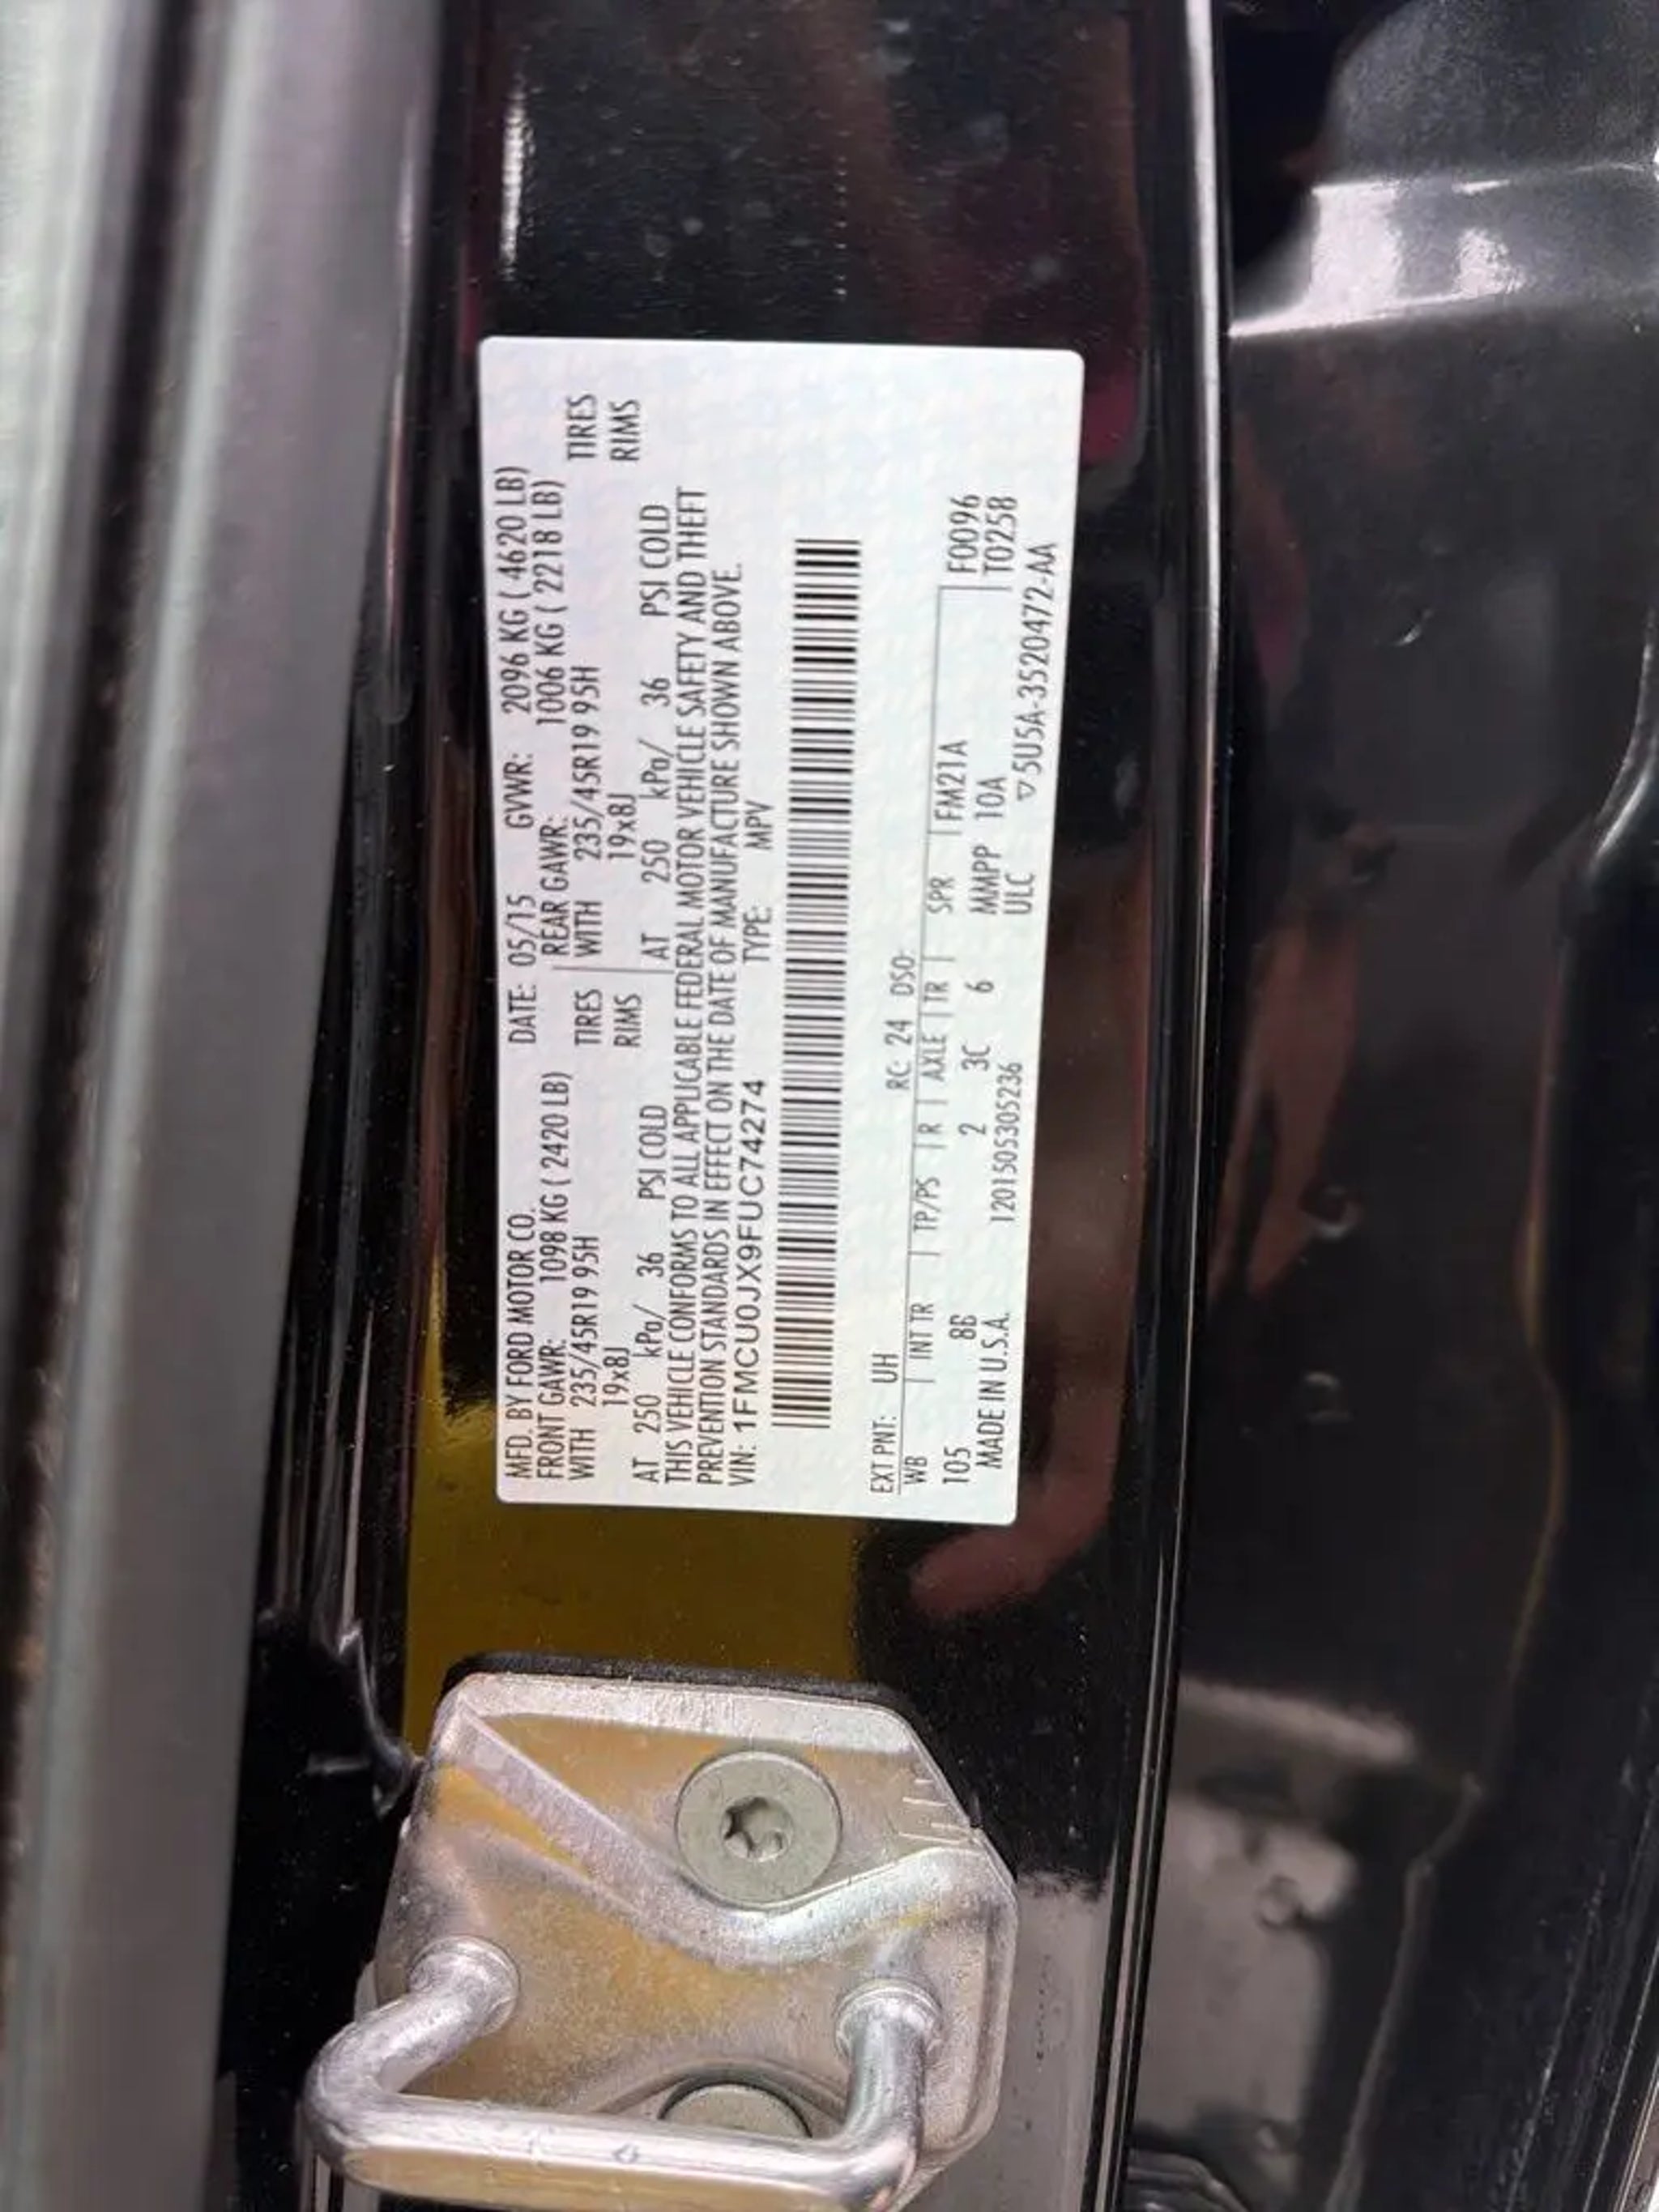 MFD. BY FORD MOTOR CO. DATE: 05/15 GVWR: 2096 KG ( 4620 LB)
FRONT GAWR: 1098 KG ( 2420 LB) REAR GAWR: 1006 KG ( 2218 LB)
WITH 235/45R19 95H TIRES WITH 235/45R19 95H TIRES
19x8J RIMS 19x8J RIMS
AT 250 kPa/ 36 PSI COLD AT 250 kPa/ 36 PSI COLD
THIS VEHICLE CONFORMS TO ALL APPLICABLE FEDERAL MOTOR VEHICLE SAFETY AND THEFT
PREVENTION STANDARDS IN EFFECT ON THE DATE OF MANUFACTURE SHOWN ABOVE.
VIN: 1FMCU0JX9FUC74274 TYPE: MPV
EXT PNT: UH RC: 24 DSO:
WB INT TR TP/PS R AXLE TR SPR FM21A F0096
105 8B 2 3C 6 MMPP 10A T0258
MADE IN U.S.A. 1201505305236 ULC ▽5U5A-3520472-AA